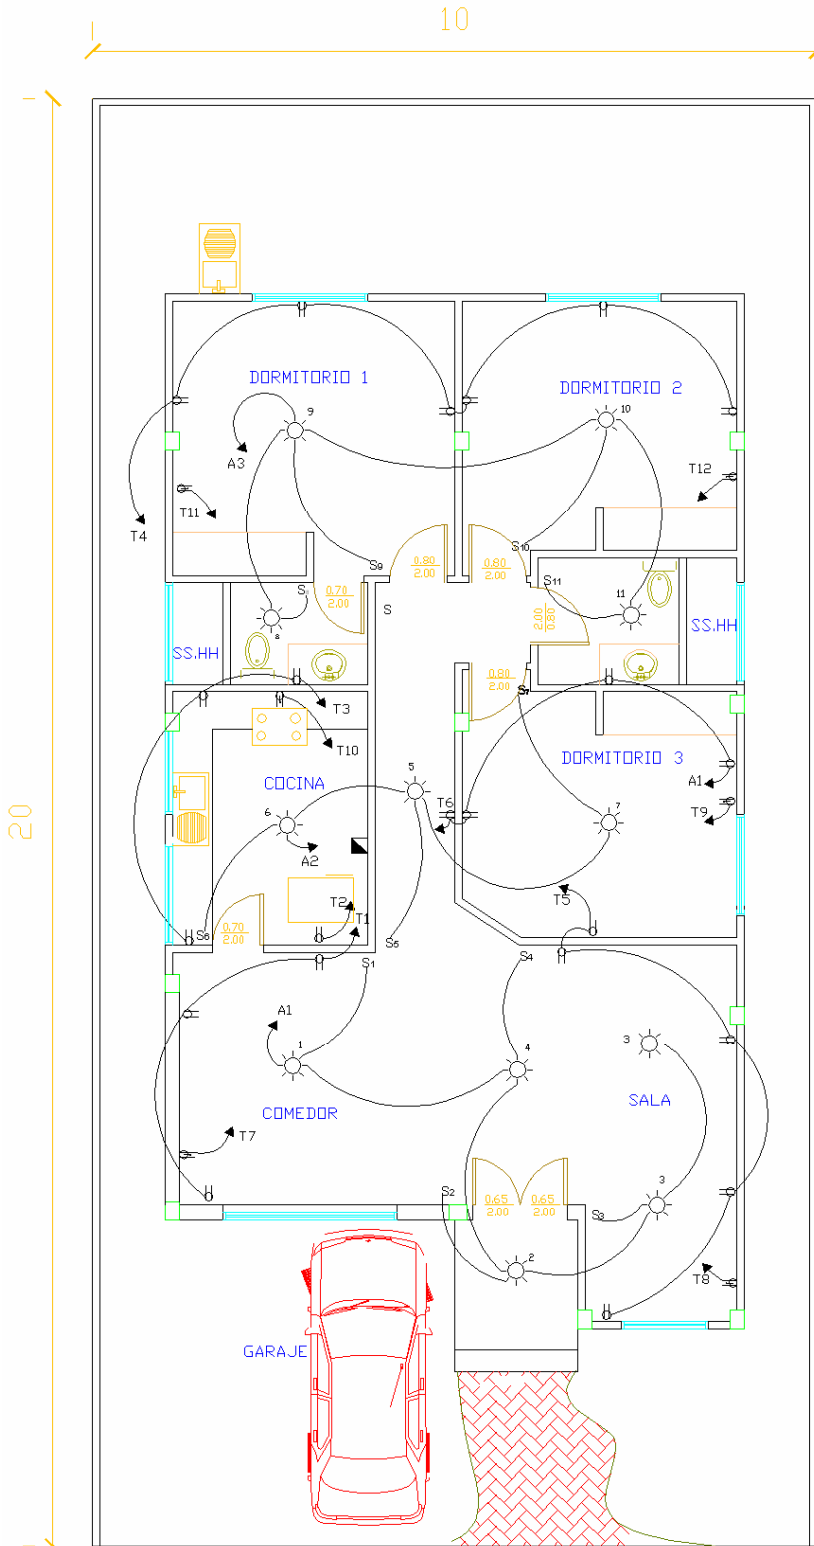 10
20
DORMITORIO 1
DORMITORIO 2
9
10
A3
T12
T11
T4
S9
S10
0.80
2.00
0.80
2.00
S11
0.70
2.00
S
11
2.00
0.80
8
SS.HH
SS.HH
0.80
2.00
S7
T3
T10
DORMITORIO 3
5
COCINA
A1
T6
T9
6
7
A2
T5
T2
T1
S6
0.70
2.00
S5
S1
S4
A1
3
1
4
SALA
COMEDOR
T7
3
S2
0.65
2.00
0.65
2.00
S3
2
T8
GARAJE